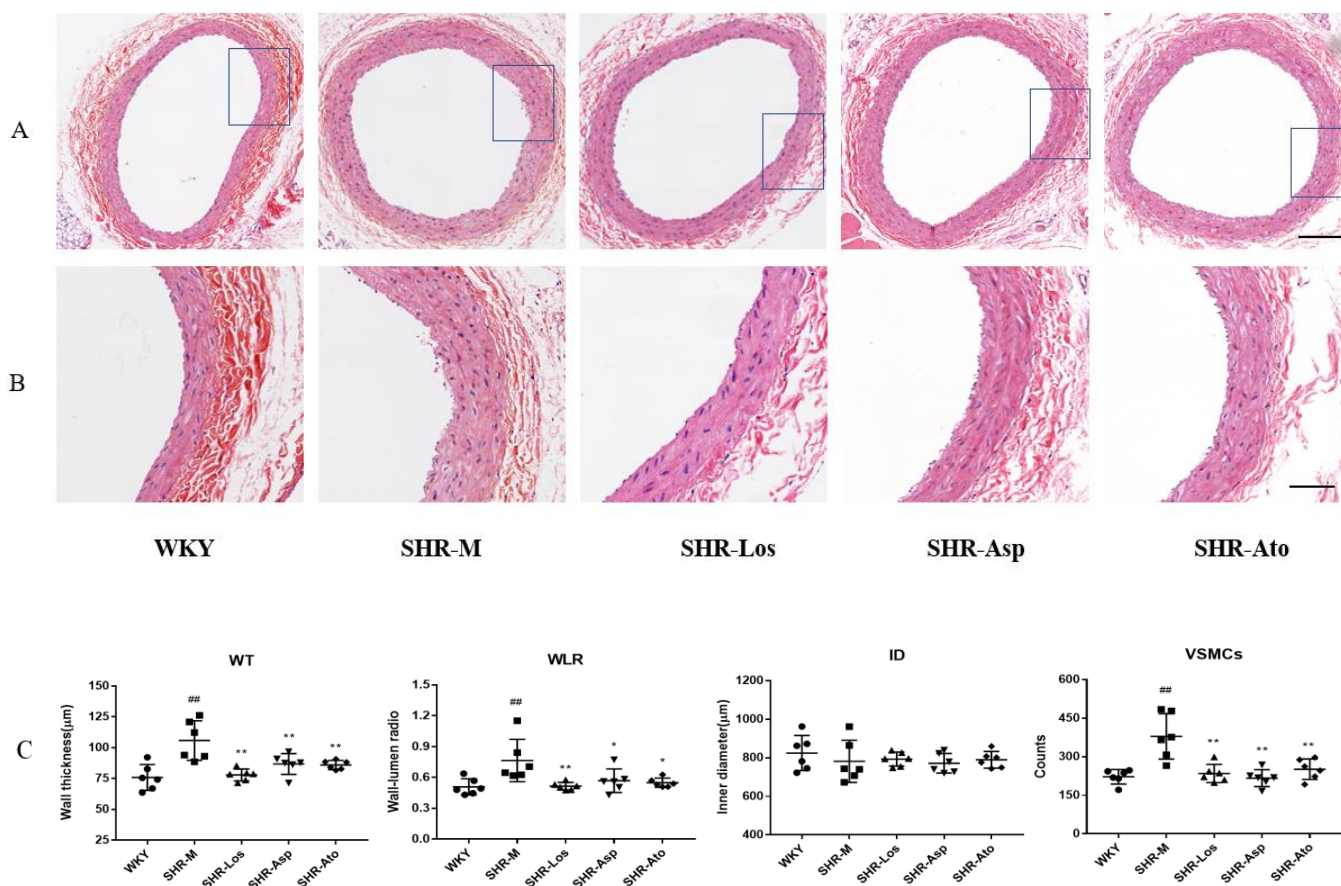 A
B
WKY SHR-M SHR-Los SHR-Asp SHR-Ato
C
WT
Wall thickness(μm)
150
125
100
75
50
25
##
**
**
**
WKY SHR-M SHR-Los SHR-Asp SHR-Ato
WLR
Wall-lumen radio
1.5
1.2
0.9
0.6
0.3
0.0
##
**
*
*
WKY SHR-M SHR-Los SHR-Asp SHR-Ato
ID
Inner diameter(μm)
1200
1000
800
600
400
WKY SHR-M SHR-Los SHR-Asp SHR-Ato
VSMCs
Counts
600
450
300
150
0
##
**
**
**
WKY SHR-M SHR-Los SHR-Asp SHR-Ato